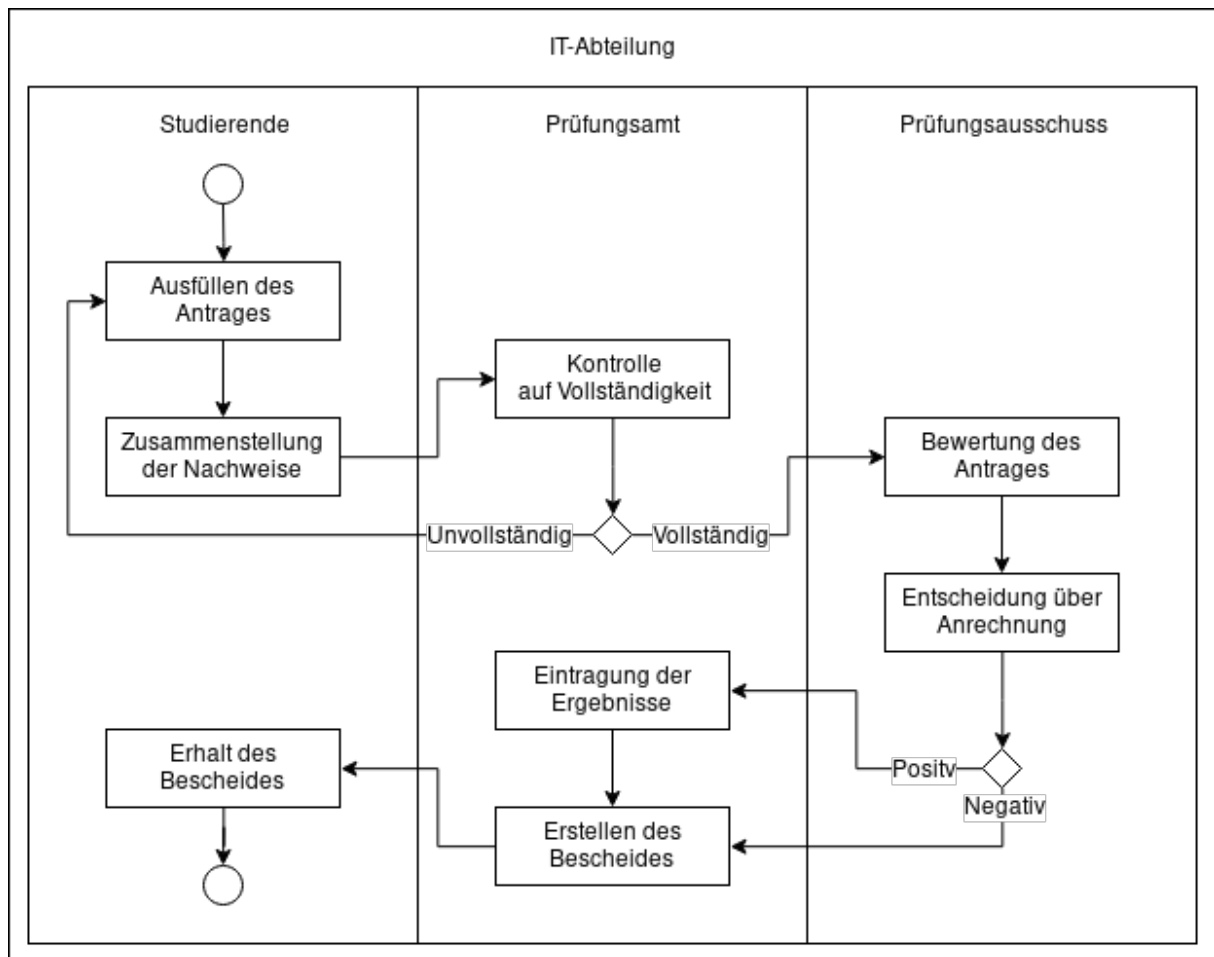 IT-Abteilung
Studierende
Prüfungsamt
Prüfungsausschuss
Ausfüllen des
Antrages
Kontrolle
auf Vollständigkeit
Zusammenstellung
der Nachweise
Bewertung des
Antrages
Unvollständig
Vollständig
Entscheidung über
Anrechnung
Eintragung der
Ergebnisse
Erhalt des
Bescheides
Positv
Negativ
Erstellen des
Bescheides